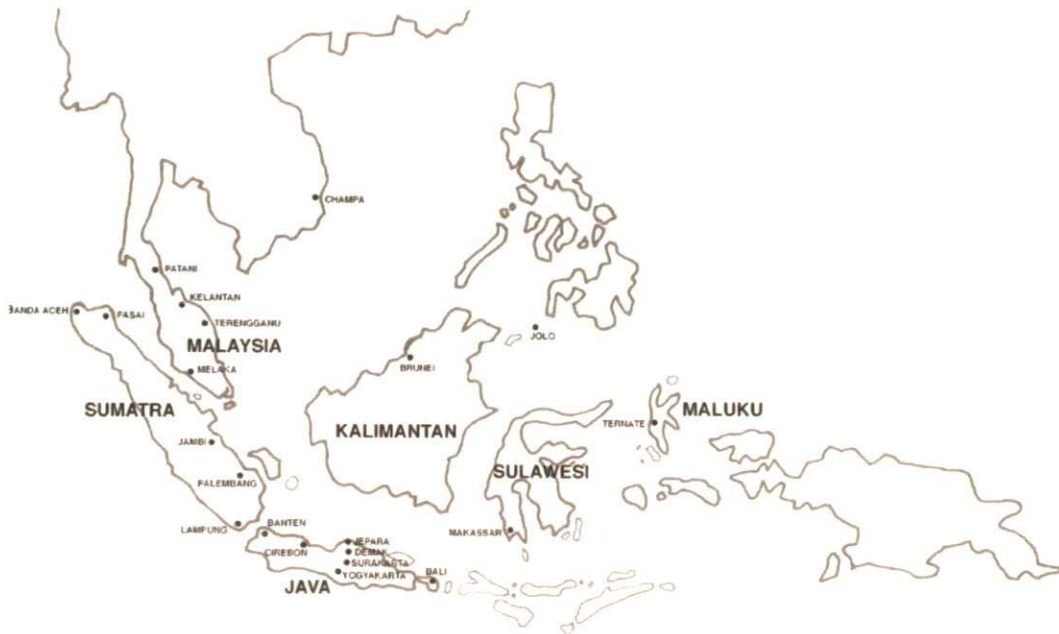 CHAMPA
PATANI
KELANTAN
BANDA ACEH
PASAI
TERENGGANU
JOLO
MALAYSIA
BRUNEI
MELAKA
SUMATRA
MALUKU
TERNATE
KALIMANTAN
JAMBI
SULAWESI
PALEMBANG
LAMPUNG
BANTEN
MAKASSAR
JEPARA
CIREBON
DEMAK
SURAKARTA
YOGYAKARTA
BALI
JAVA